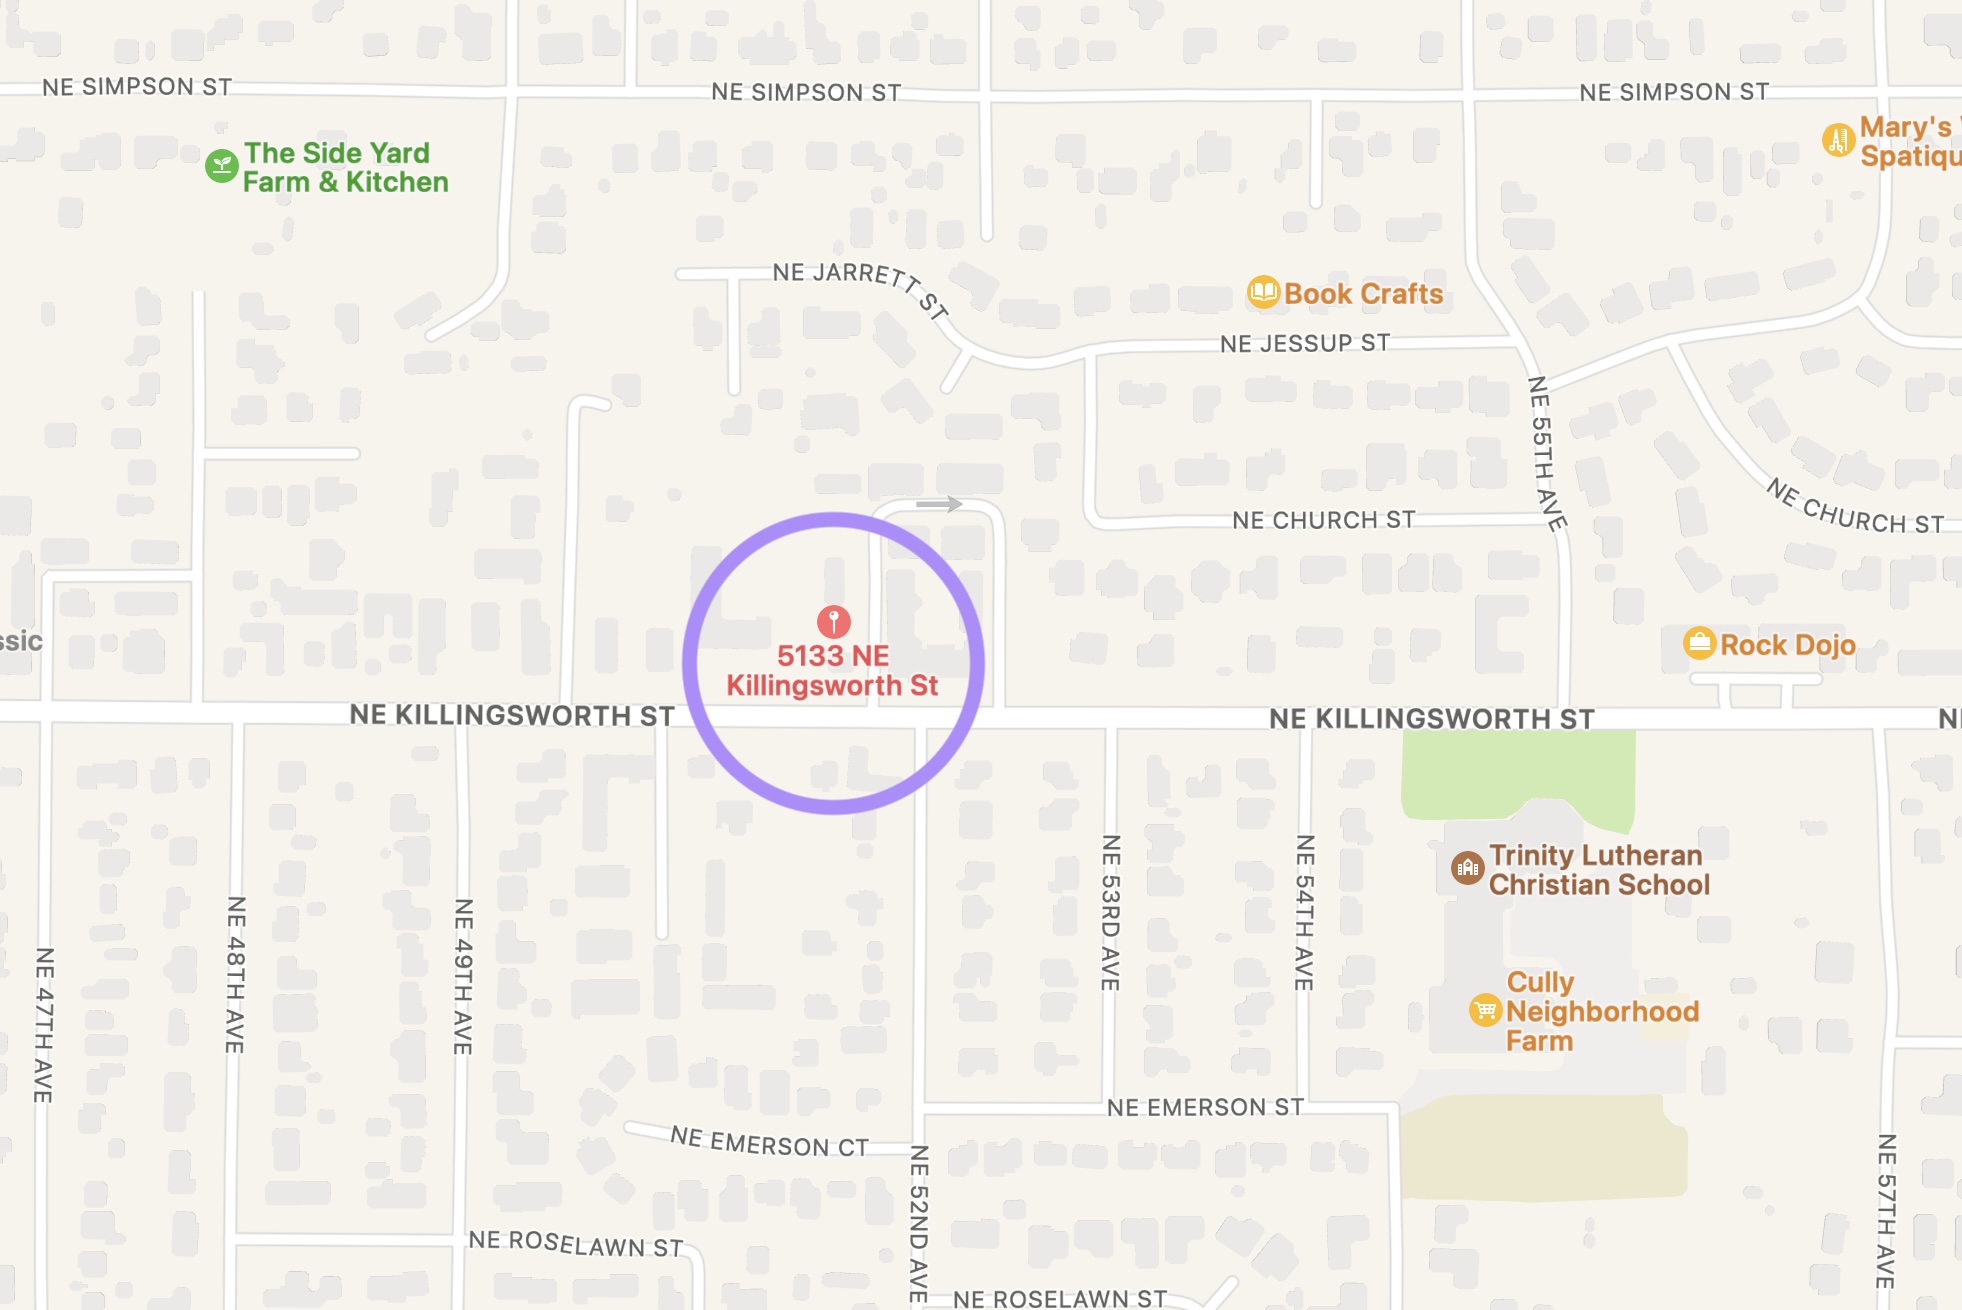 NE SIMPSON ST
NE SIMPSON ST
NE SIMPSON ST
Mary's
Spatiqu
The Side Yard
Farm & Kitchen
NE JARRETT ST
Book Crafts
NE JESSUP ST
NE 55TH AVE
NE CHURCH ST
NE CHURCH ST
ssic
5133 NE
Killingsworth St
Rock Dojo
NE KILLINGSWORTH ST
NE KILLINGSWORTH ST
NE
Trinity Lutheran
Christian School
NE 47TH AVE
NE 48TH AVE
NE 49TH AVE
NE 53RD AVE
NE 54TH AVE
Cully
Neighborhood
Farm
NE EMERSON ST
NE EMERSON CT
NE 52ND AVE
NE 57TH AVE
NE ROSELAWN ST
NE ROSELAWN ST